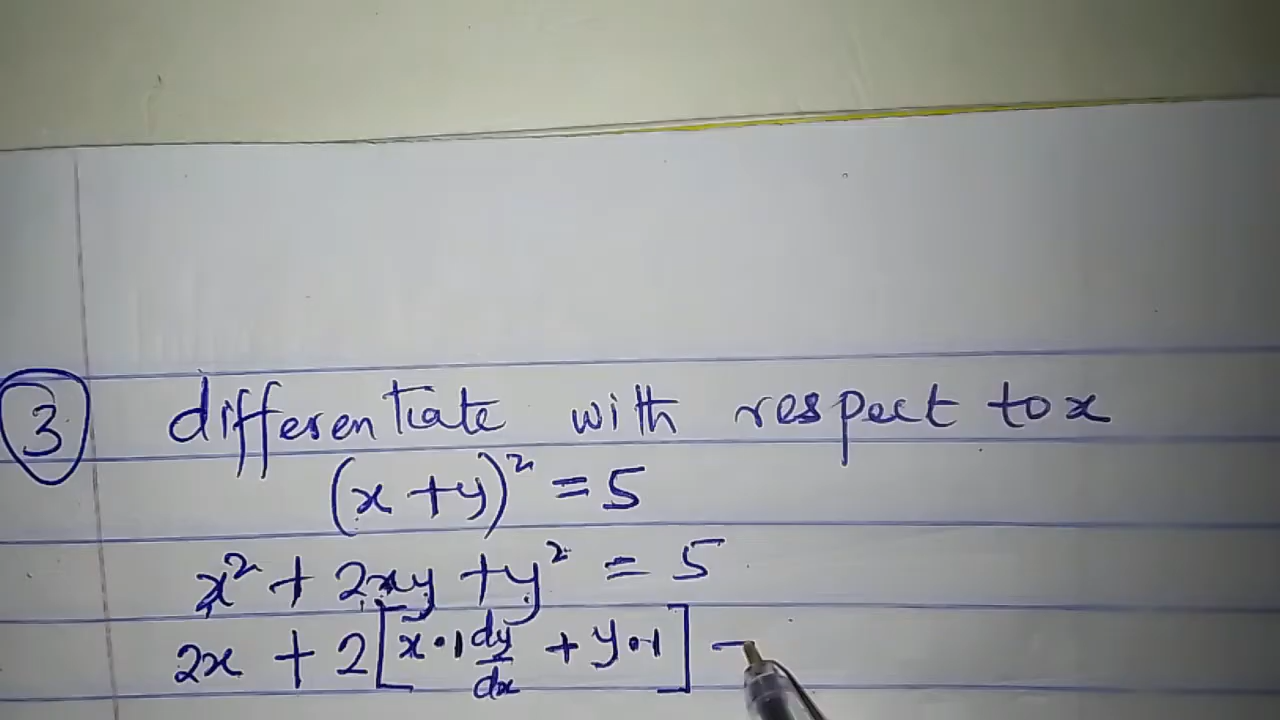 3 differentiate with respect to x
(x+y)² = 5
x² + 2xy + y² = 5
2x + 2[x·1 dy/dx + y·1] -